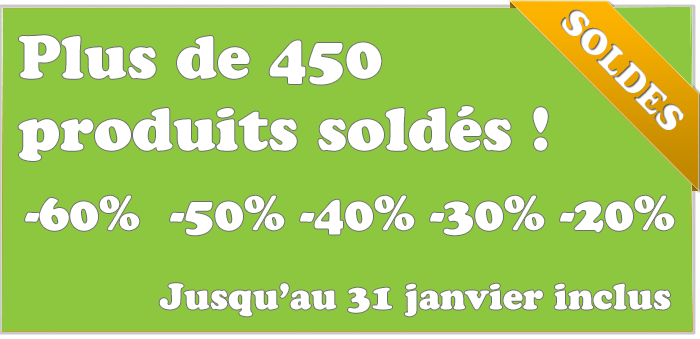 Plus de 450
SOLDES
produits soldés !
-60% -50% -40% -30% -20%
Jusqu'au 31 janvier inclus